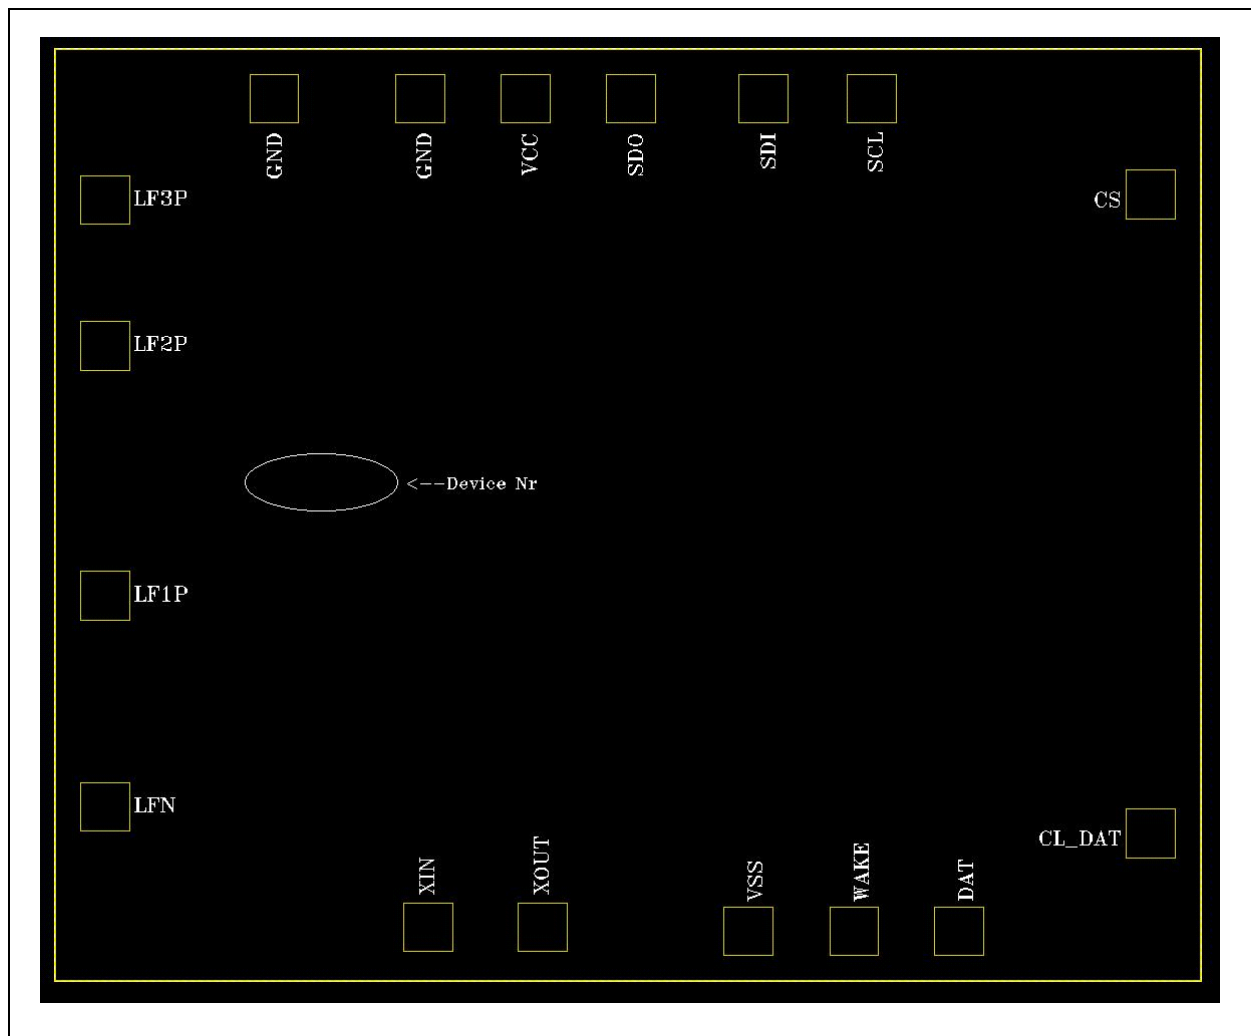 GND
GND
VCC
SDO
SDI
SCL
LF3P
CS
LF2P
<--Device Nr
LF1P
LFN
CL_DAT
XIN
XOUT
VSS
WAKE
DAT